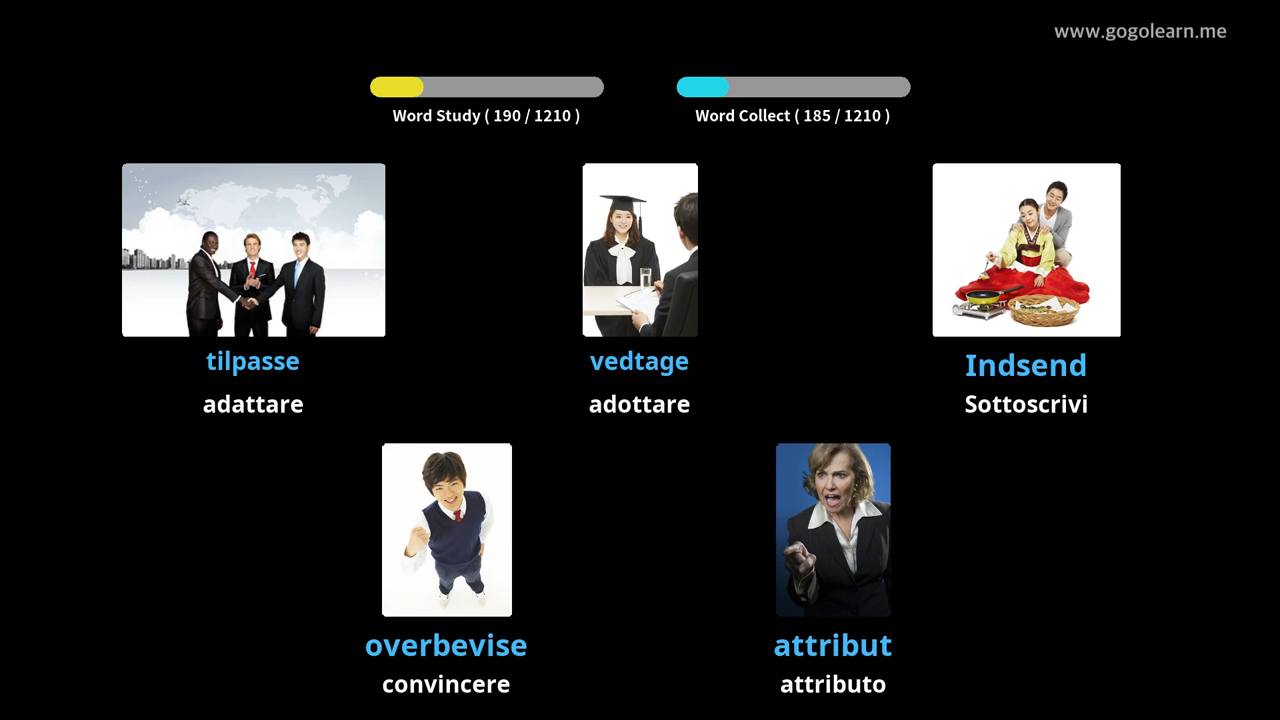 www.gogolearn.me
Word Study ( 190 / 1210 )
Word Collect ( 185 / 1210 )
tilpasse
adattare
vedtage
adottare
Indsend
Sottoscrivi
overbevise
convincere
attribut
attributo